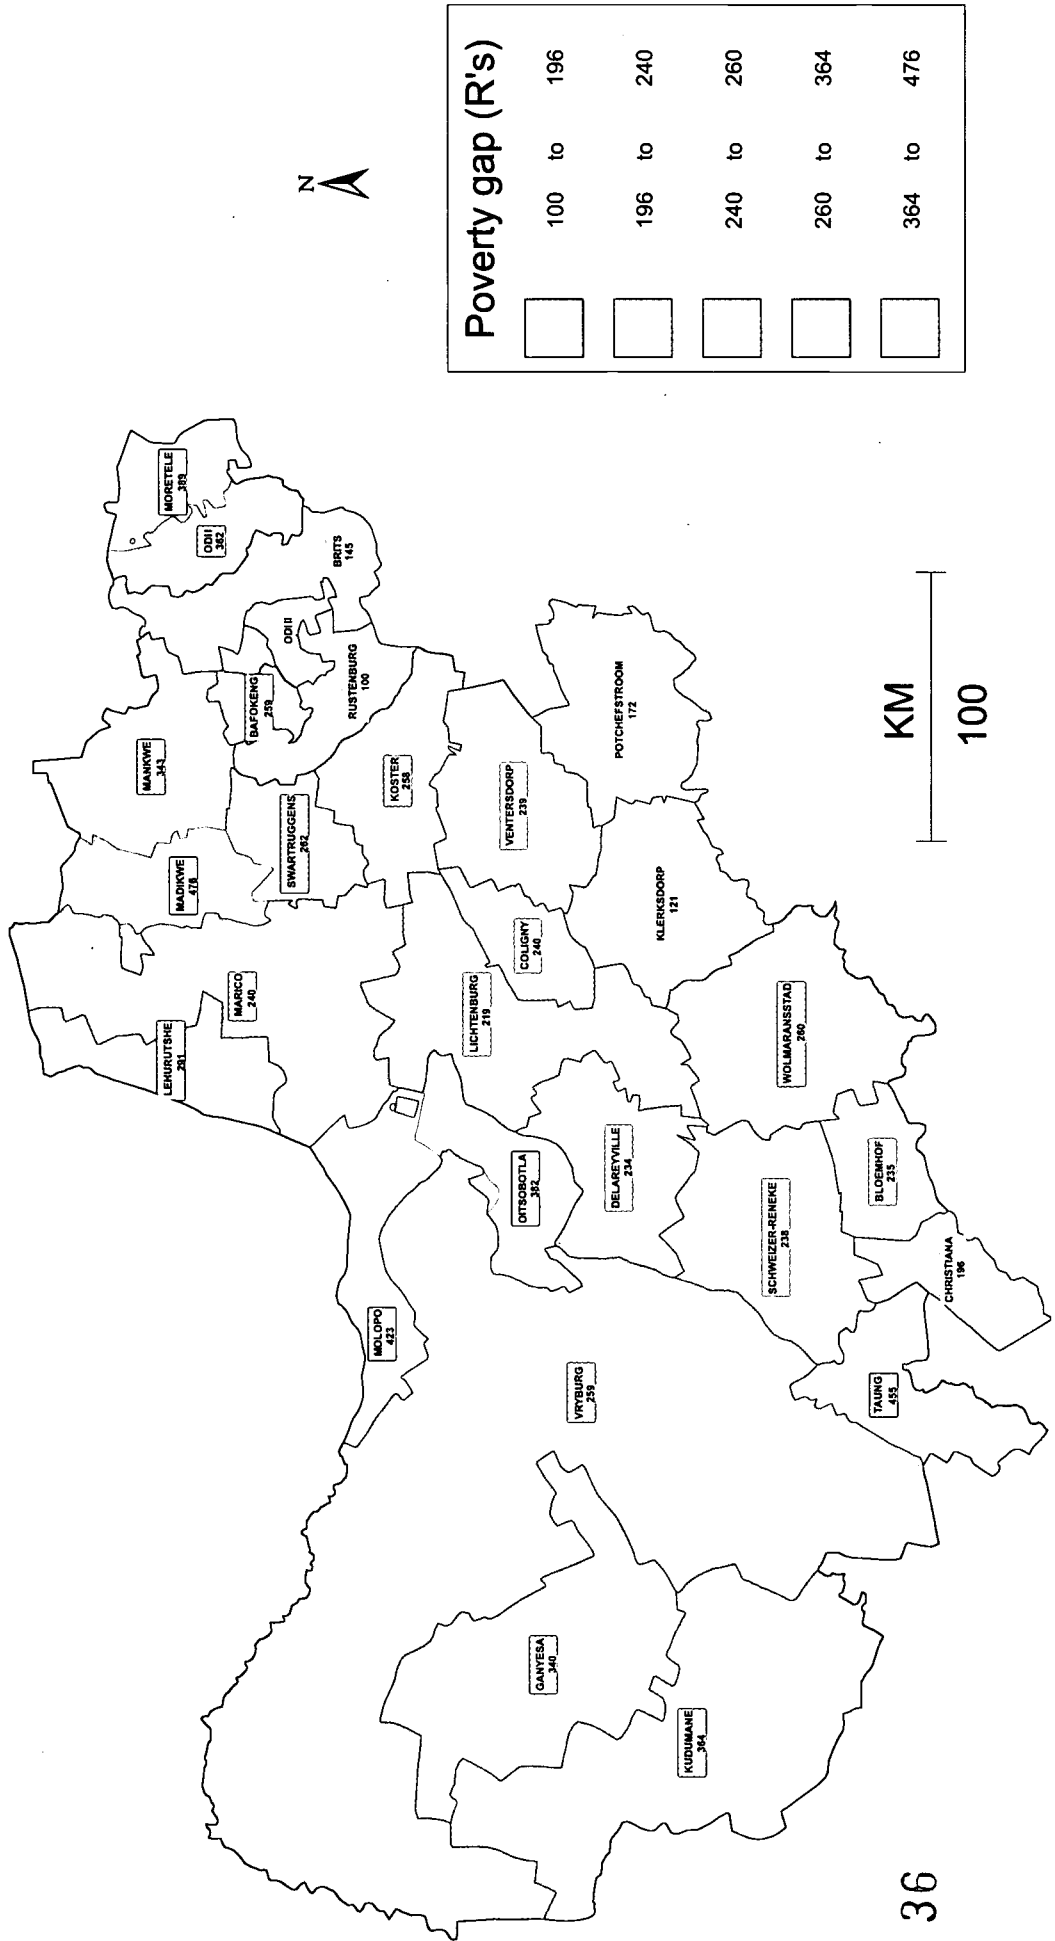 N
Poverty gap (R's)
100 to 196
196 to 240
240 to 260
260 to 364
364 to 476
MORETELE
389
ODI I
362
BRITS
145
ODI II
BAFOKENG
259
RUSTENBURG
100
MANKWE
343
MADIKWE
476
SWARTRUGGENS
262
KOSTER
258
VENTERSDORP
239
POTCHEFSTROOM
172
MARICO
240
LEHURUTSHE
291
LICHTENBURG
219
COLIGNY
240
KLERKSDORP
121
WOLMARANSSTAD
260
DITSOBOTLA
382
DELAREYVILLE
234
SCHWEIZER-RENEKE
238
BLOEMHOF
235
CHRISTIANA
196
MOLOPO
423
VRYBURG
259
TAUNG
455
GANYESA
340
KUDUMANE
364
KM
100
36